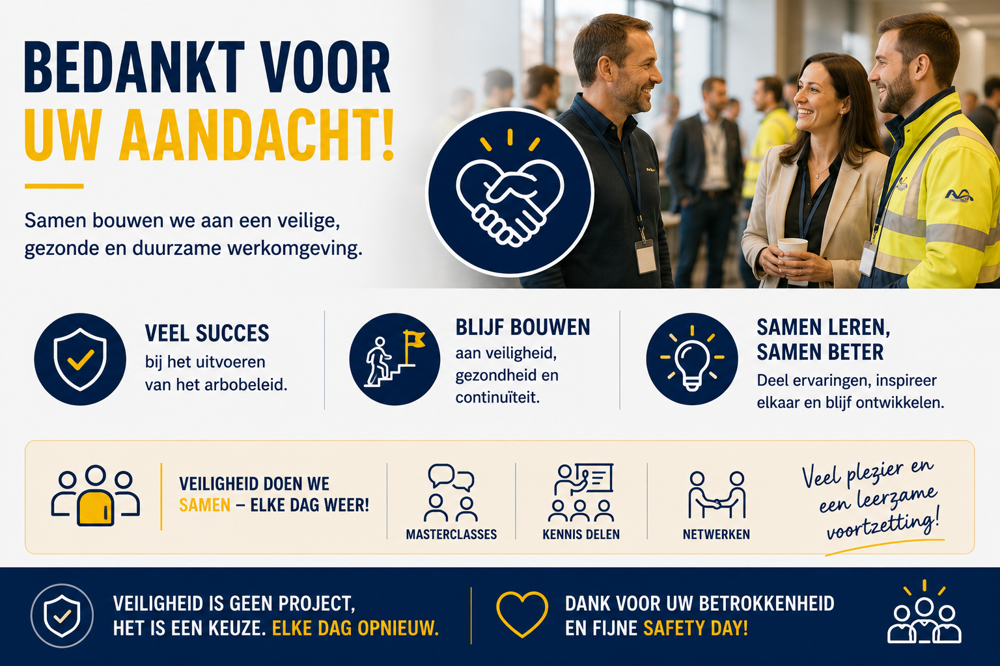 BEDANKT VOOR
UW AANDACHT!
Samen bouwen we aan een veilige,
gezonde en duurzame werkomgeving.
VEEL SUCCES
bij het uitvoeren
van het arbobeleid.
BLIJF BOUWEN
aan veiligheid,
gezondheid en
continuïteit.
SAMEN LEREN,
SAMEN BETER
Deel ervaringen, inspireer
elkaar en blijf ontwikkelen.
VEILIGHEID DOEN WE
SAMEN – ELKE DAG WEER!
MASTERCLASSES
KENNIS DELEN
NETWERKEN
Veel plezier en
een leerzame
voortzetting!
VEILIGHEID IS GEEN PROJECT,
HET IS EEN KEUZE. ELKE DAG OPNIEUW.
DANK VOOR UW BETROKKENHEID
EN FIJNE SAFETY DAY!